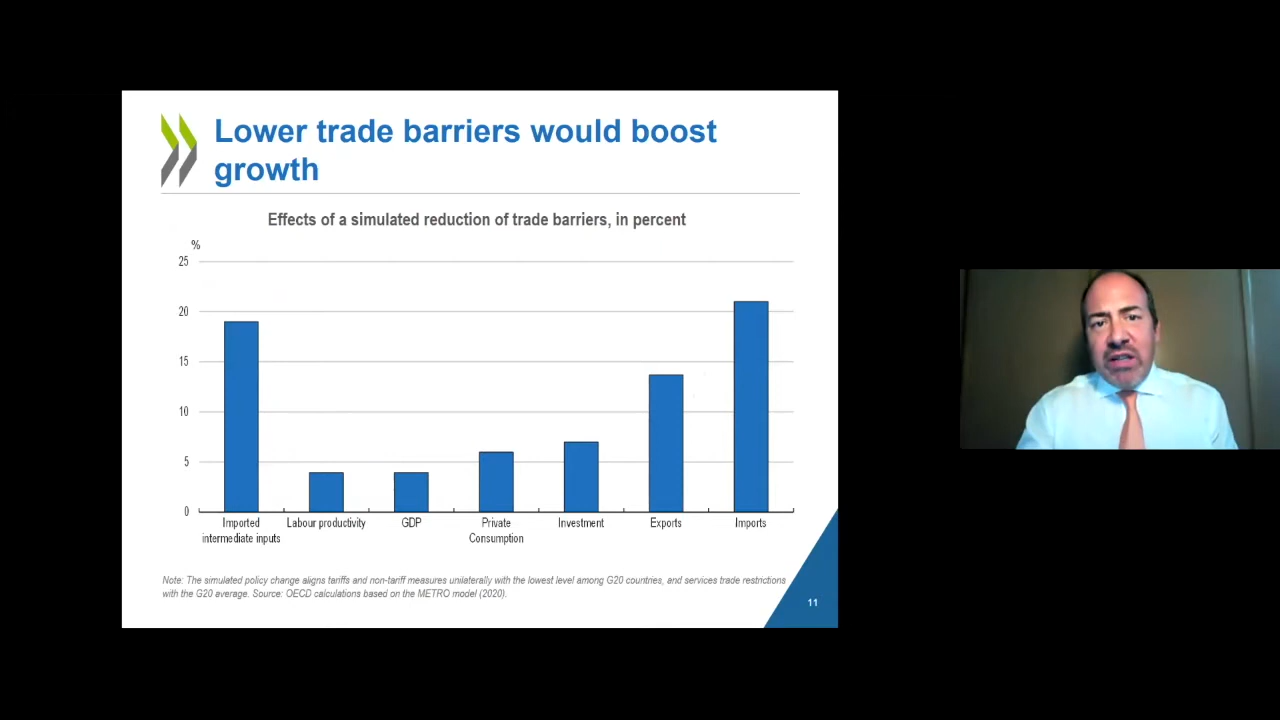 Lower trade barriers would boost
growth
Effects of a simulated reduction of trade barriers, in percent
%
25
20
15
10
5
0
Imported
intermediate inputs
Labour productivity
GDP
Private
Consumption
Investment
Exports
Imports
Note: The simulated policy change aligns tariffs and non-tariff measures unilaterally with the lowest level among G20 countries, and services trade restrictions
with the G20 average. Source: OECD calculations based on the METRO model (2020).
11